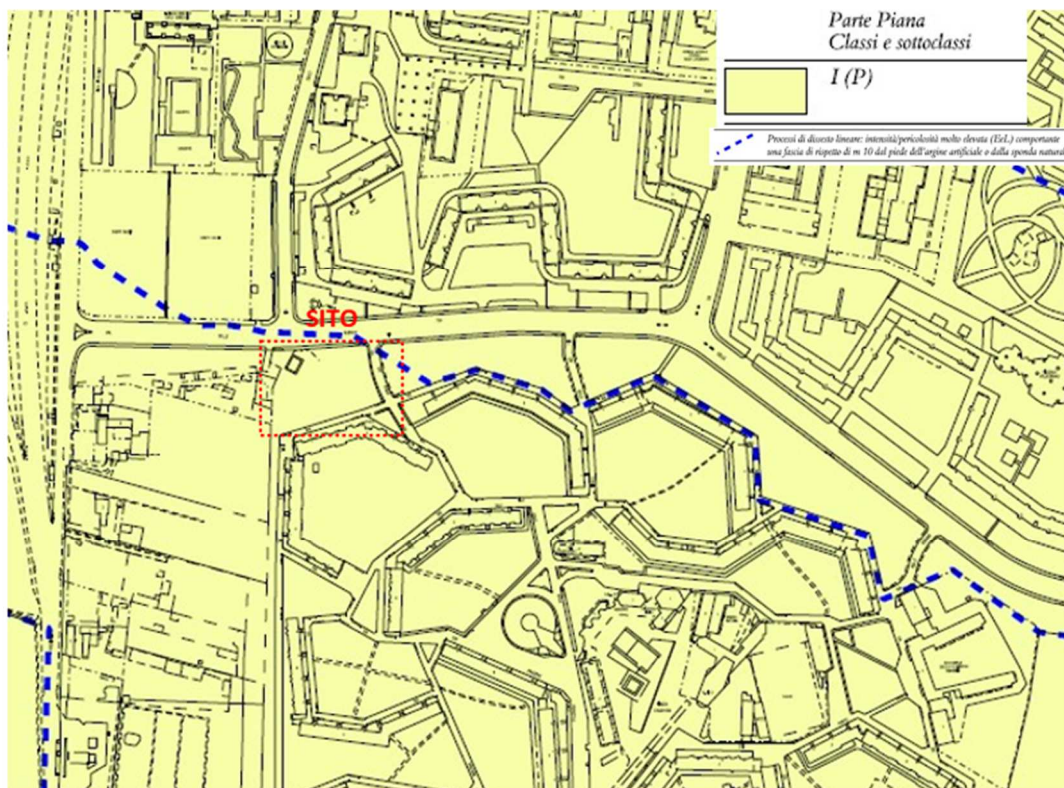 Parte Piana
Classi e sottoclassi
I (P)
Processi di dissesto lineare: intensità/pericolosità molto elevata (EeL) comportante
una fascia di rispetto di m 10 dal piede dell'argine artificiale o dalla sponda natural
SITO